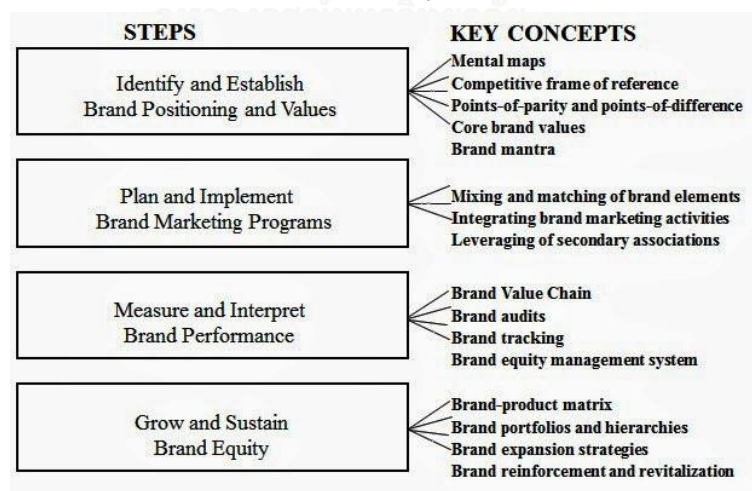 STEPS
KEY CONCEPTS
Identify and Establish
Brand Positioning and Values
Mental maps
Competitive frame of reference
Points-of-parity and points-of-difference
Core brand values
Brand mantra
Plan and Implement
Brand Marketing Programs
Mixing and matching of brand elements
Integrating brand marketing activities
Leveraging of secondary associations
Measure and Interpret
Brand Performance
Brand Value Chain
Brand audits
Brand tracking
Brand equity management system
Grow and Sustain
Brand Equity
Brand-product matrix
Brand portfolios and hierarchies
Brand expansion strategies
Brand reinforcement and revitalization